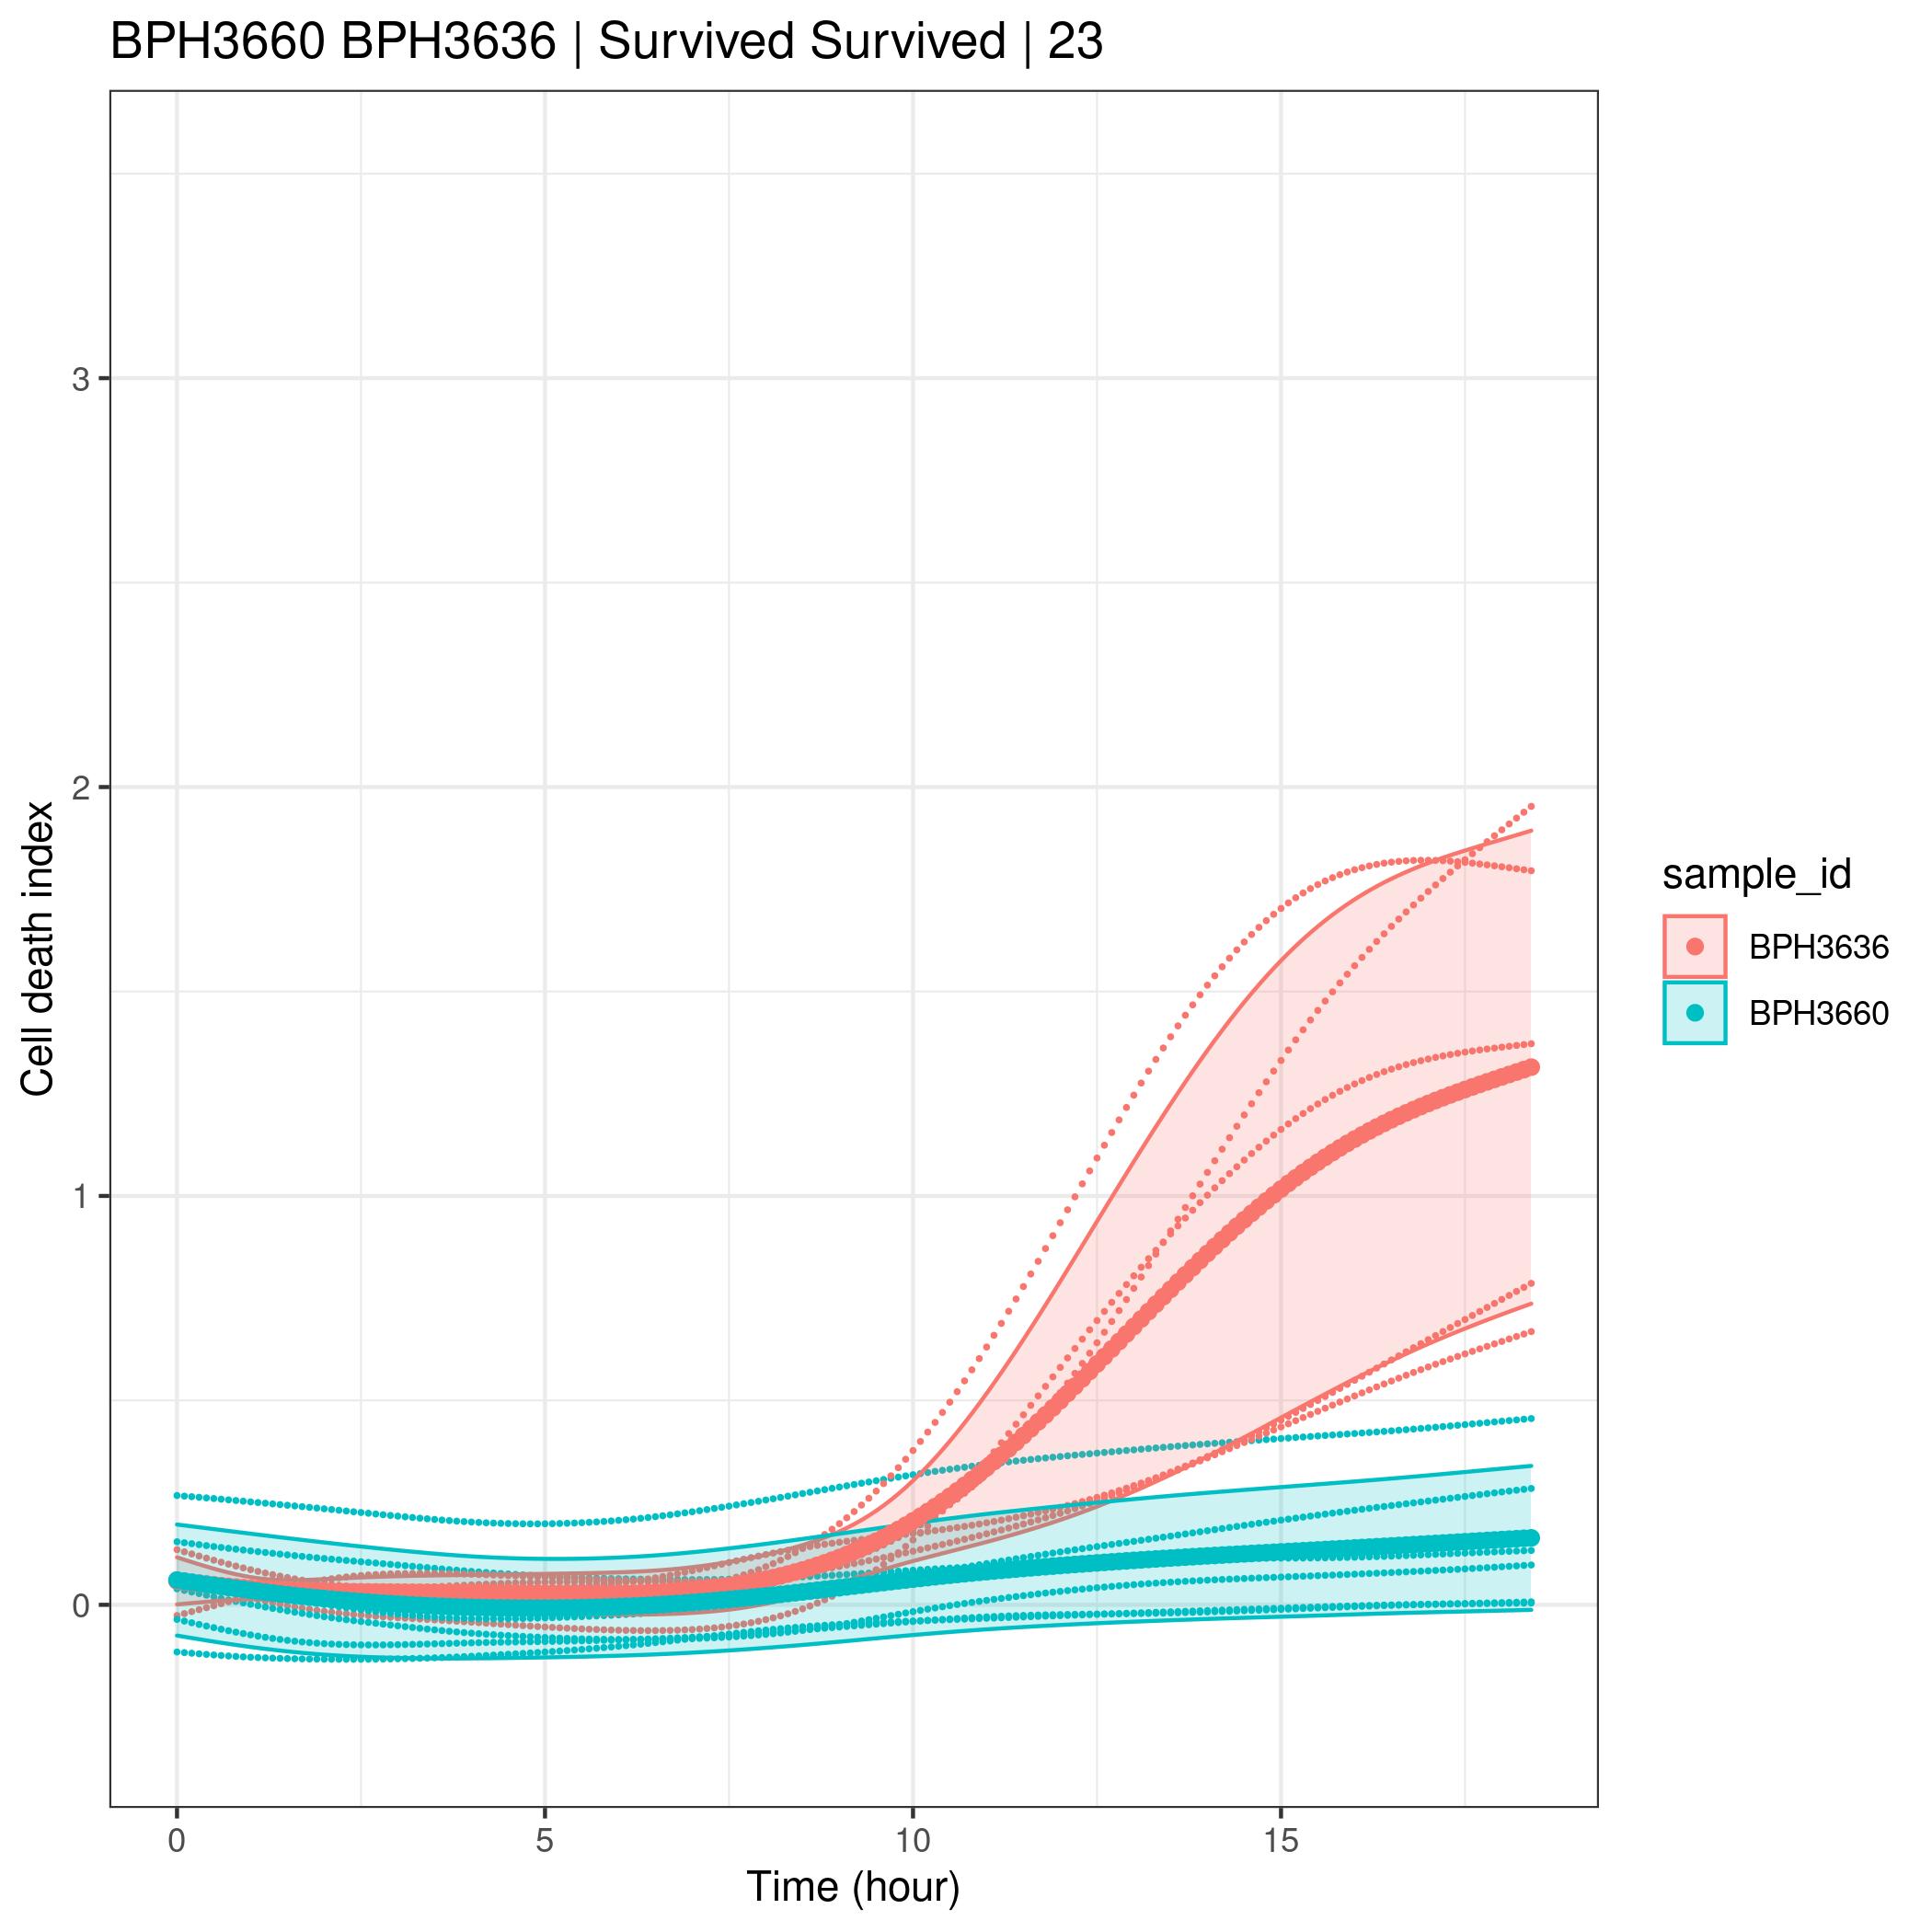 BPH3660 BPH3636 | Survived Survived | 23
3
2
1
0
Cell death index
0 5 10 15
Time (hour)
sample_id
BPH3636
BPH3660